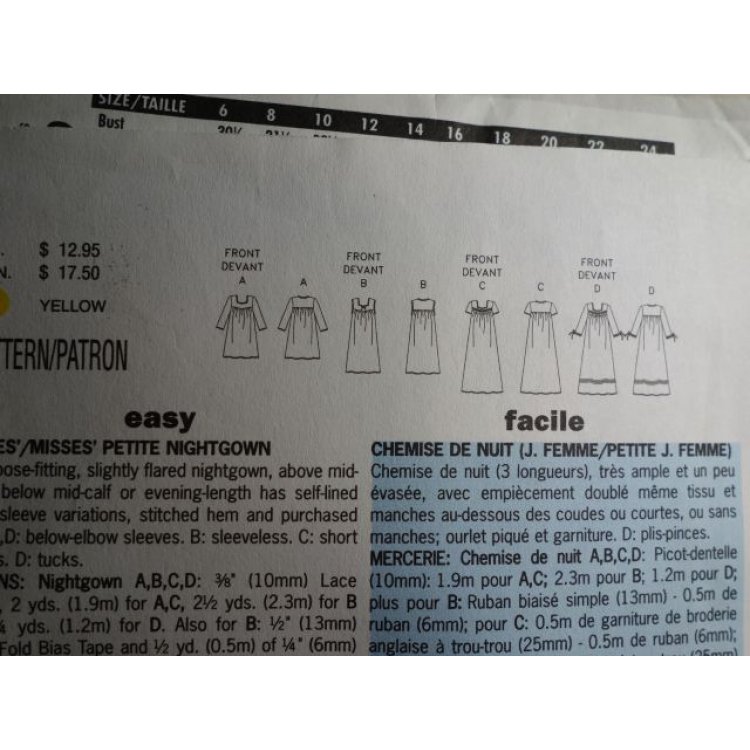 SIZE/TAILLE 6 8 10 12 14 16 18 20 22 24
Bust
$ 12.95
N. $ 17.50
YELLOW
TERN/PATRON
FRONT DEVANT A
A
FRONT DEVANT B
B
FRONT DEVANT C
C
FRONT DEVANT D
D
easy
ES'/MISSES' PETITE NIGHTGOWN
oose-fitting, slightly flared nightgown, above mid-
below mid-calf or evening-length has self-lined
sleeve variations, stitched hem and purchased
,D: below-elbow sleeves. B: sleeveless. C: short
s. D: tucks.
NS: Nightgown A,B,C,D: ⅜" (10mm) Lace
, 2 yds. (1.9m) for A,C, 2½ yds. (2.3m) for B
¼ yds. (1.2m) for D. Also for B: ½" (13mm)
Fold Bias Tape and ½ yd. (0.5m) of ¼" (6mm)
facile
CHEMISE DE NUIT (J. FEMME/PETITE J. FEMME)
Chemise de nuit (3 longueurs), très ample et un peu
évasée, avec empiècement doublé même tissu et
manches au-dessous des coudes ou courtes, ou sans
manches; ourlet piqué et garniture. D: plis-pinces.
MERCERIE: Chemise de nuit A,B,C,D: Picot-dentelle
(10mm): 1.9m pour A,C; 2.3m pour B; 1.2m pour D;
plus pour B: Ruban biaisé simple (13mm) - 0.5m de
ruban (6mm); pour C: 0.5m de garniture de broderie
anglaise à trou-trou (25mm) - 0.5m de ruban (6mm);